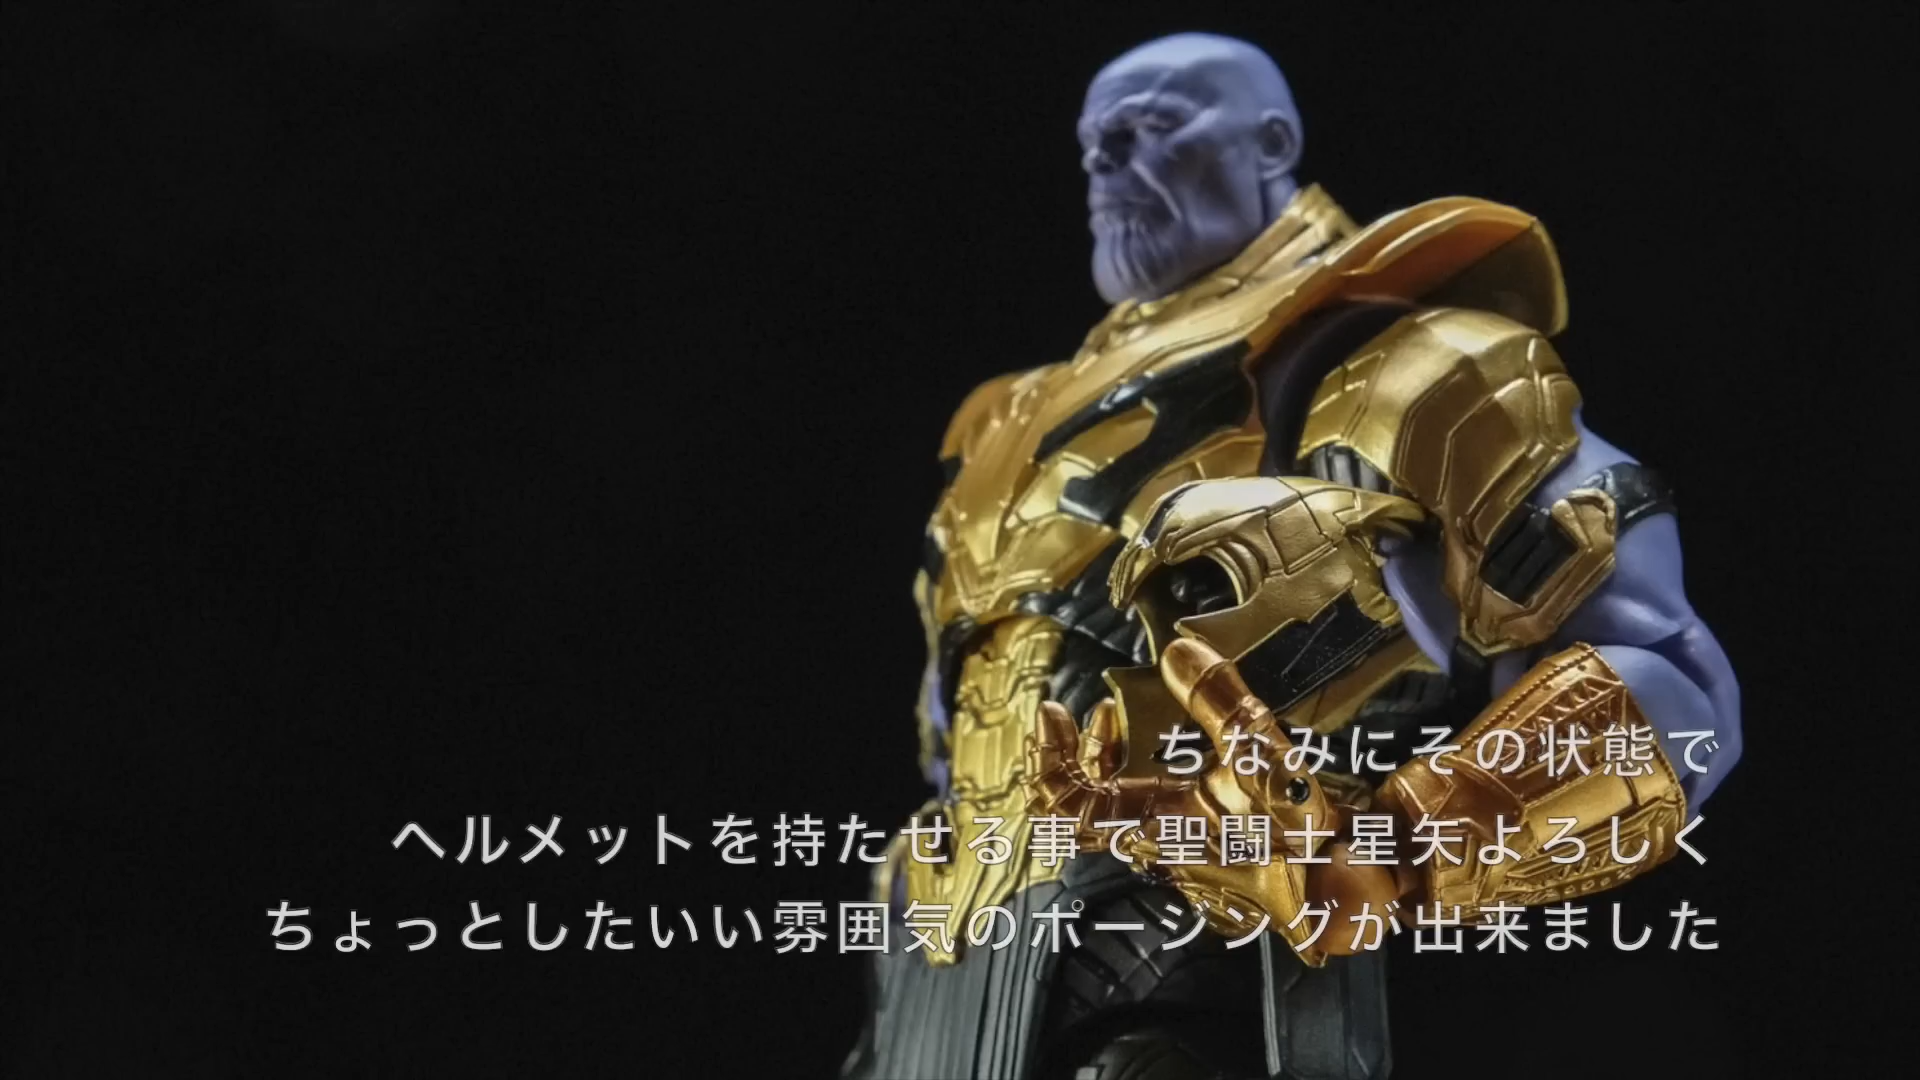 ちなみにその状態で
ヘルメットを持たせる事で聖闘士星矢よろしく
ちょっとしたいい雰囲気のポージングが出来ました